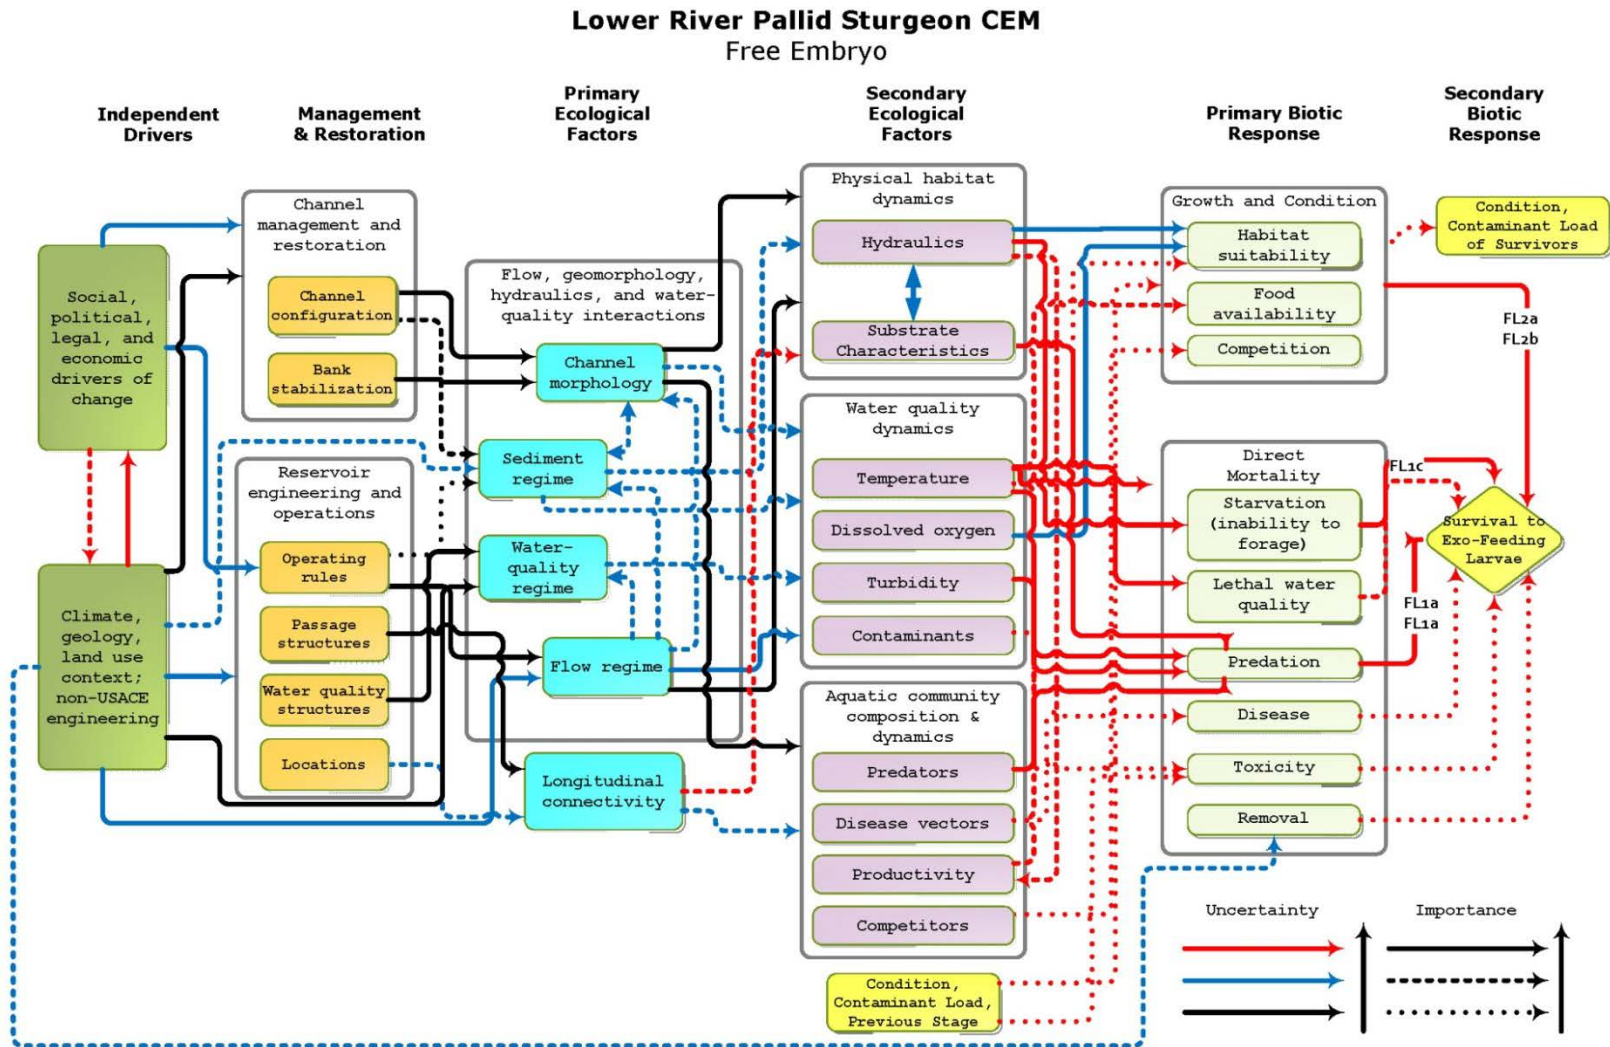 Lower River Pallid Sturgeon CEM
Free Embryo
Independent
Drivers
Management
& Restoration
Primary
Ecological
Factors
Secondary
Ecological
Factors
Primary Biotic
Response
Secondary
Biotic
Response
Social,
political,
legal, and
economic
drivers of
change
Climate,
geology,
land use
context;
non-USACE
engineering
Channel
management and
restoration
Channel
configuration
Bank
stabilization
Reservoir
engineering and
operations
Operating
rules
Passage
structures
Water quality
structures
Locations
Flow, geomorphology,
hydraulics, and water-
quality interactions
Channel
morphology
Sediment
regime
Water-
quality
regime
Flow regime
Longitudinal
connectivity
Physical habitat
dynamics
Hydraulics
Substrate
Characteristics
Water quality
dynamics
Temperature
Dissolved oxygen
Turbidity
Contaminants
Aquatic community
composition &
dynamics
Predators
Disease vectors
Productivity
Competitors
Condition,
Contaminant Load,
Previous Stage
Growth and Condition
Habitat
suitability
Food
availability
Competition
Direct
Mortality
Starvation
(inability to
forage)
Lethal water
quality
Predation
Disease
Toxicity
Removal
Condition,
Contaminant Load
of Survivors
FL2a
FL2b
FL1c
Survival to
Exo-Feeding
Larvae
FL1a
FL1a
Uncertainty
Importance